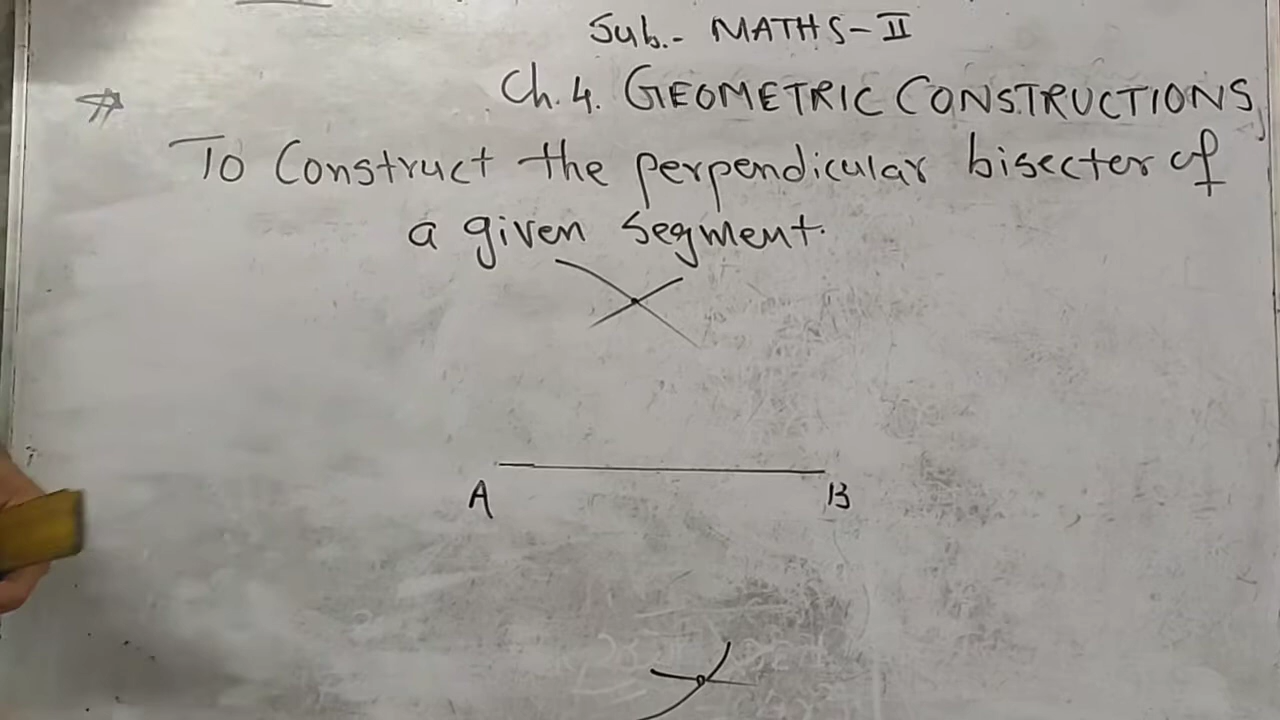 Sub.- MATHS-II
Ch.4. GEOMETRIC CONSTRUCTIONS
To Construct the perpendicular bisecter of
a given segment.
A B